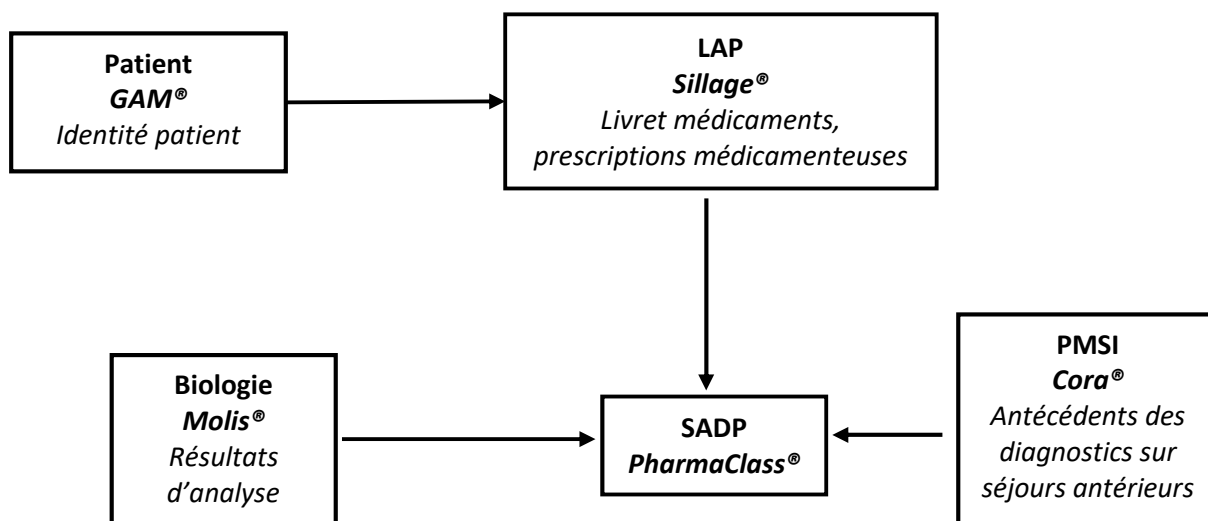 Patient
GAM®
Identité patient
LAP
Sillage®
Livret médicaments,
prescriptions médicamenteuses
Biologie
Molis®
Résultats
d’analyse
SADP
PharmaClass®
PMSI
Cora®
Antécédents des
diagnostics sur
séjours antérieurs